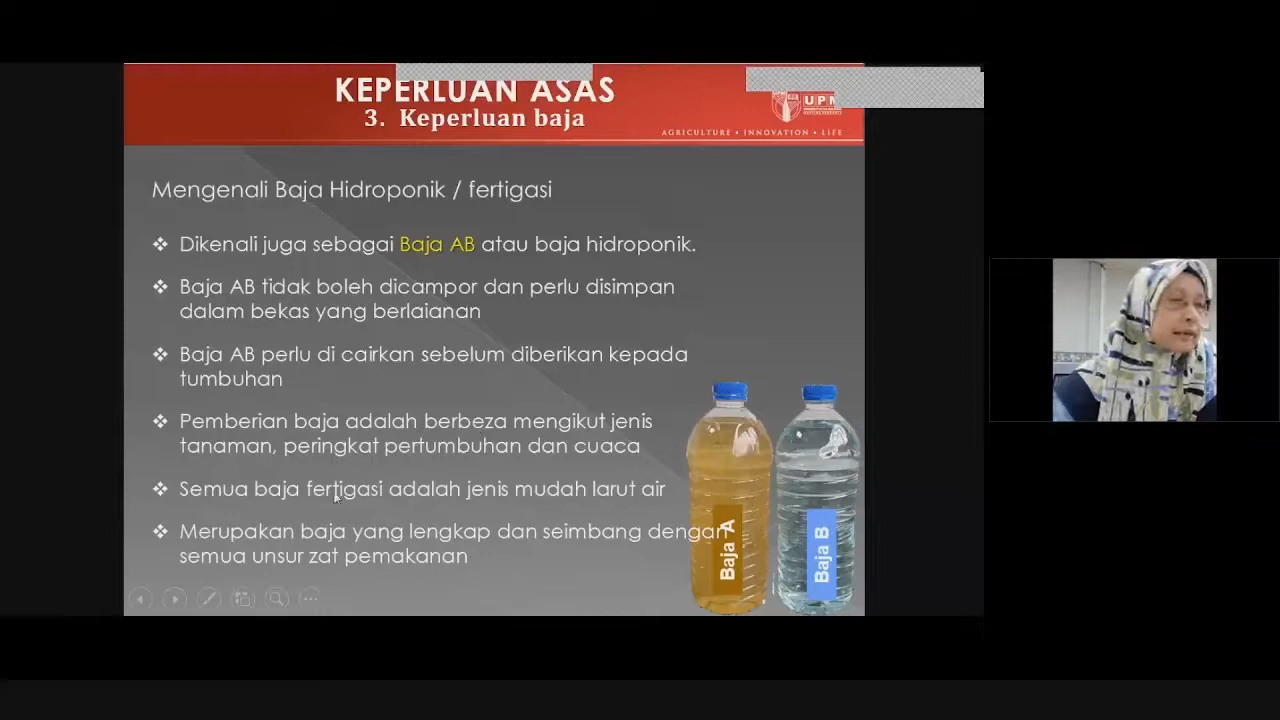 KEPERLUAN ASAS
3. Keperluan baja
UPM
AGRICULTURE • INNOVATION • LIFE
Mengenali Baja Hidroponik / fertigasi
❖ Dikenali juga sebagai Baja AB atau baja hidroponik.
❖ Baja AB tidak boleh dicampor dan perlu disimpan
dalam bekas yang berlaianan
❖ Baja AB perlu di cairkan sebelum diberikan kepada
tumbuhan
❖ Pemberian baja adalah berbeza mengikut jenis
tanaman, peringkat pertumbuhan dan cuaca
❖ Semua baja fertigasi adalah jenis mudah larut air
❖ Merupakan baja yang lengkap dan seimbang dengan
semua unsur zat pemakanan
Baja A
Baja B